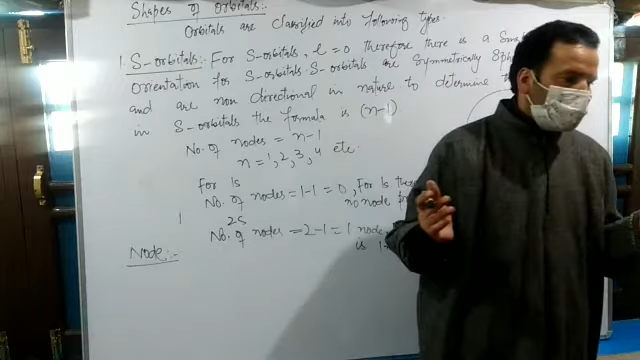 Shapes of Orbitals:-
Orbitals are classified into following types.
1. S-orbitals:- For S-orbitals, l = 0 therefore there is a
orientation for S-orbitals. S-orbitals are symmetrically
and are non directional in nature to determine
in S-orbitals the formala is (n-1)
No. of nodes = n-1
n = 1, 2, 3, 4 etc.
For 1s
No. of nodes = 1-1 = 0, For 1s
no node
2S
No. of nodes = 2-1 = 1 node
is
Node:-